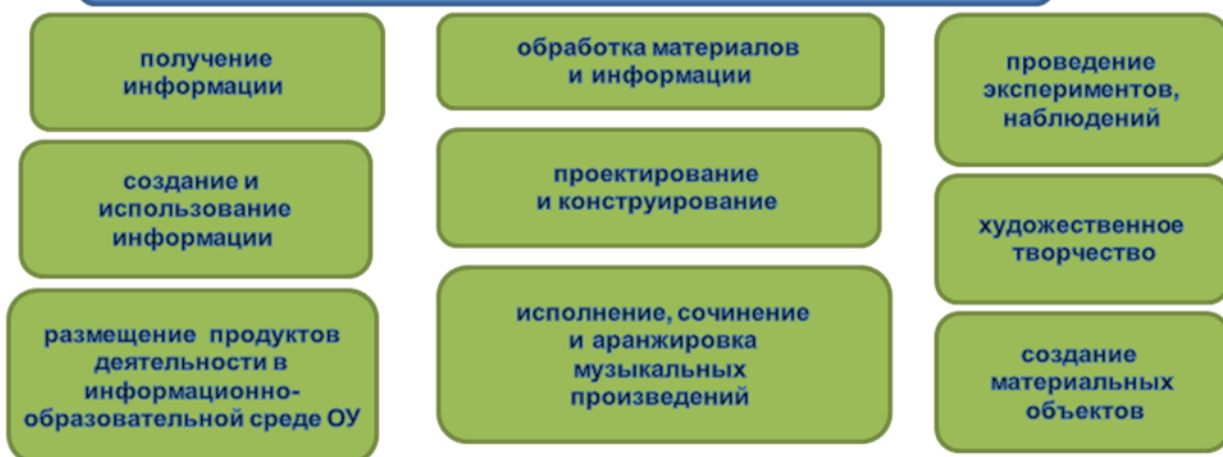 получение
информации
создание и
использование
информации
размещение продуктов
деятельности в
информационно-
образовательной среде ОУ
обработка материалов
и информации
проектирование
и конструирование
исполнение, сочинение
и аранжировка
музыкальных
произведений
проведение
экспериментов,
наблюдений
художественное
творчество
создание
материальных
объектов